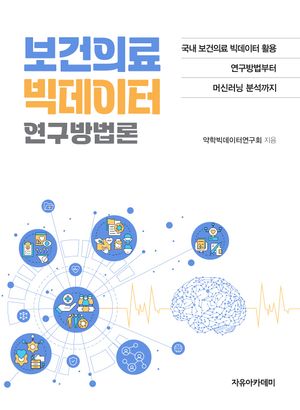 보건의료
빅데이터
연구방법론
국내 보건의료 빅데이터 활용
연구방법부터
머신러닝 분석까지
약학빅데이터연구회 지음
자유아카데미